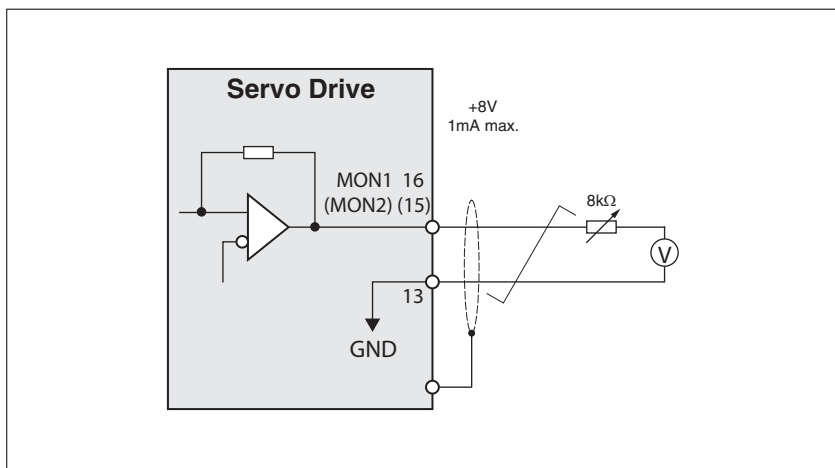 Servo Drive
+8V
1mA max.
MON1 16
(MON2) (15)
8kΩ
V
13
GND